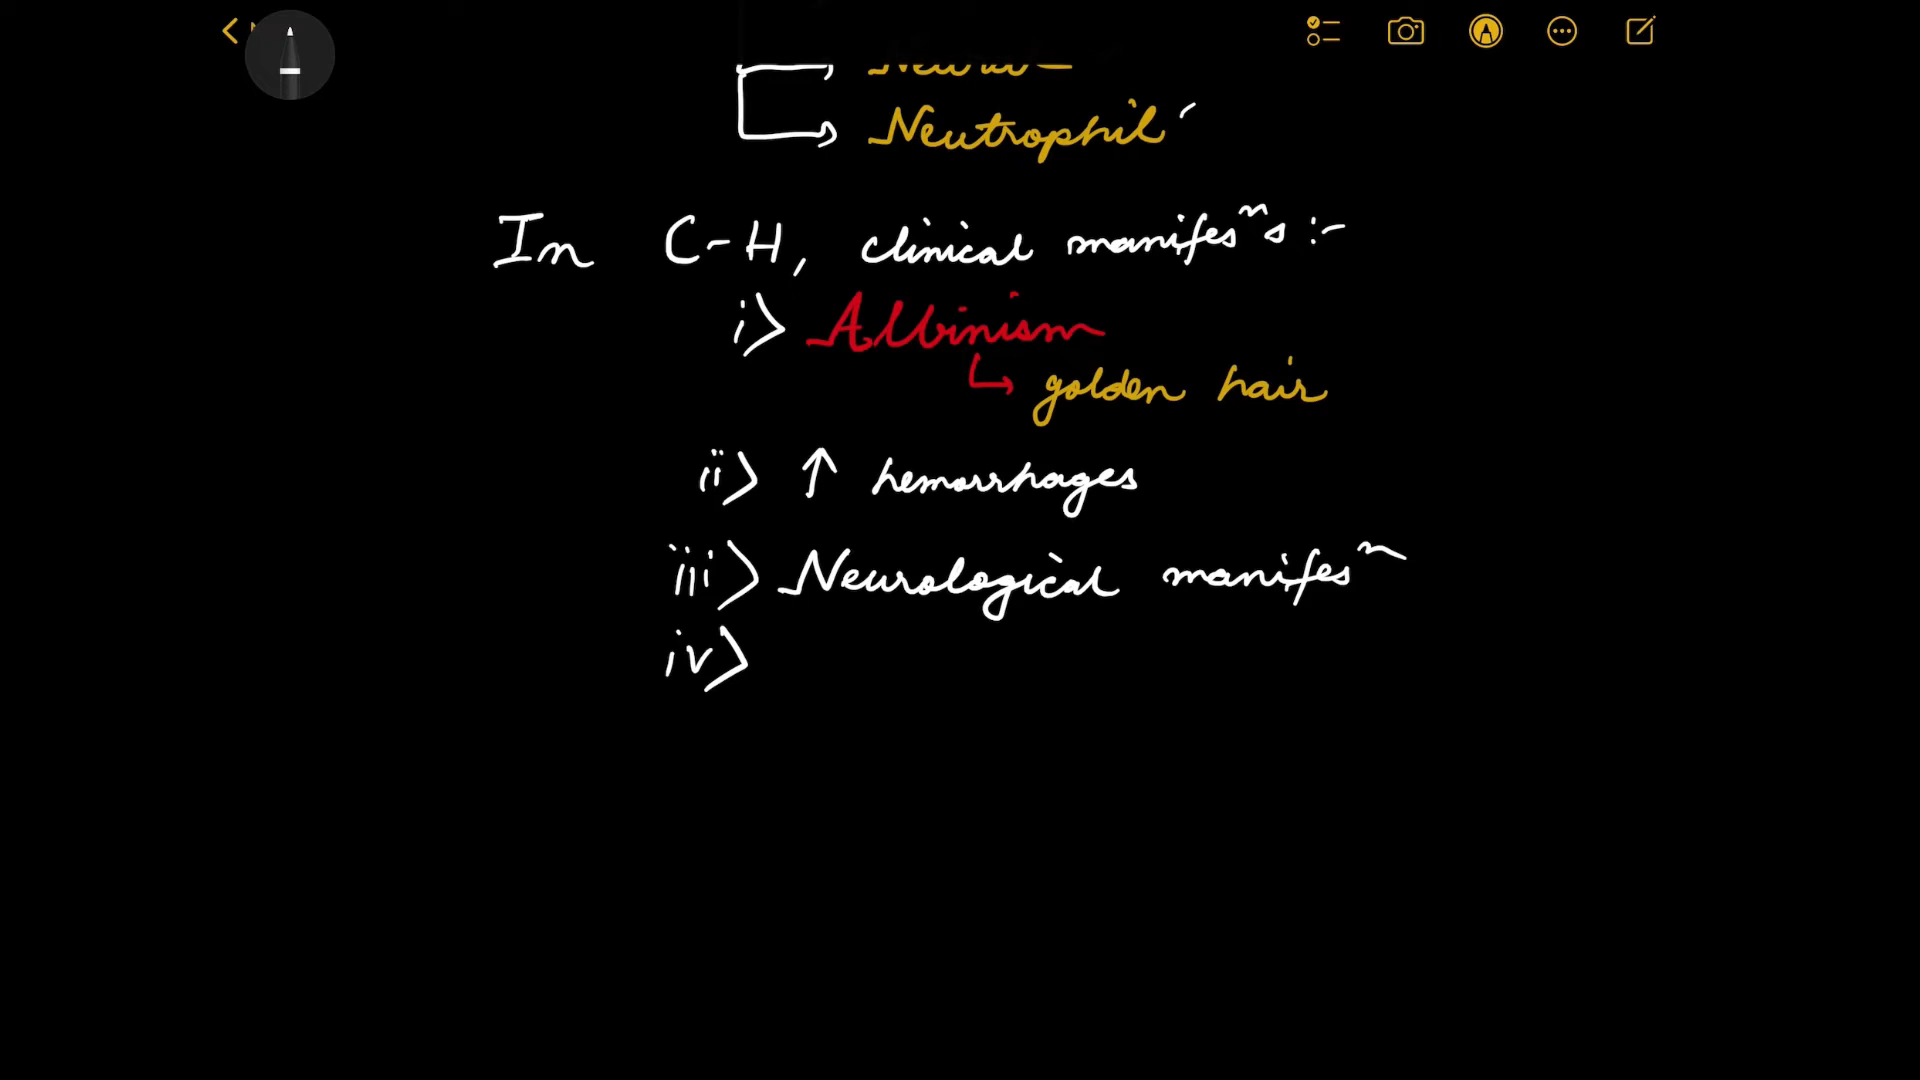 Neutrophil
In C-H, clinical manifesⁿs :-
i> Albinism
↳ golden hair
ii> ↑ hemorrhages
iii> Neurological manifesⁿ
iv>